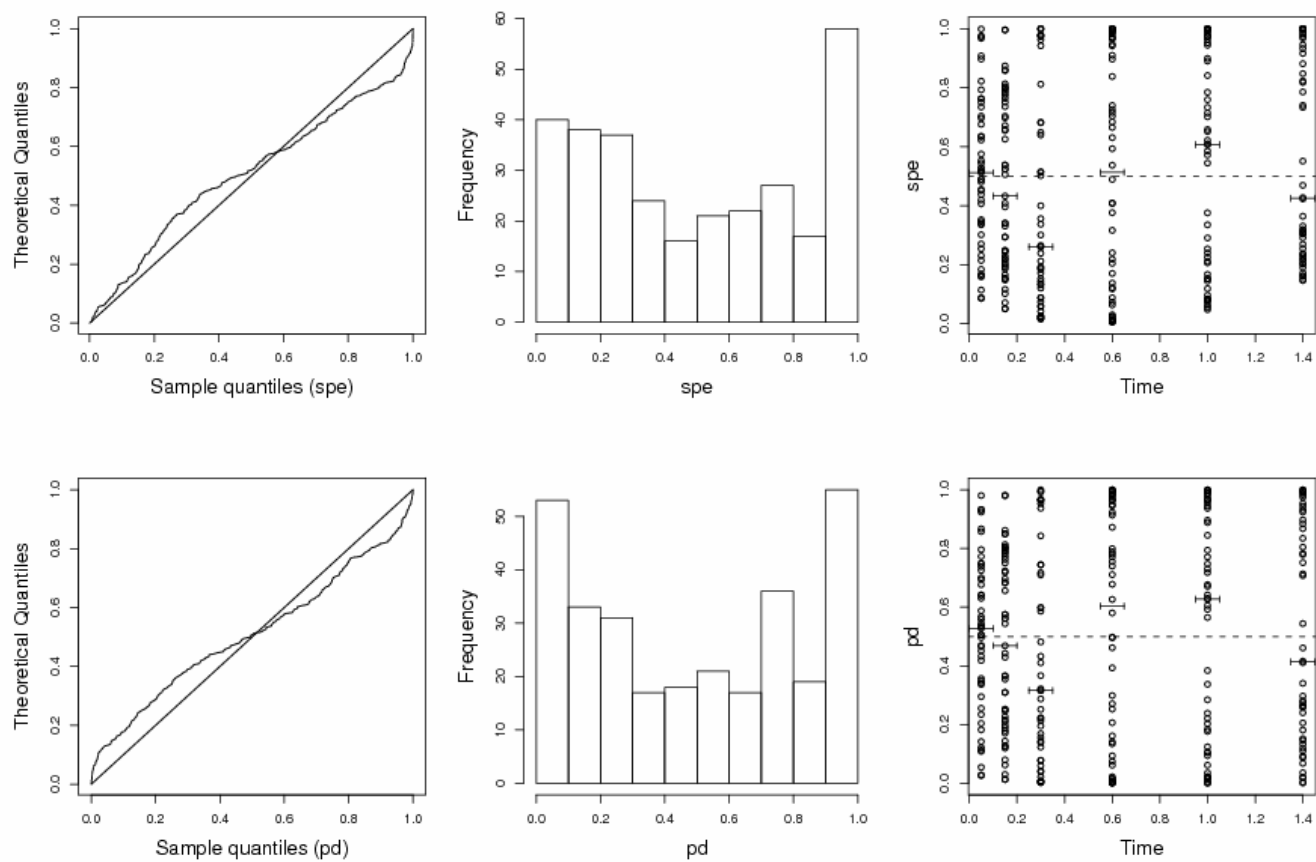 Theoretical Quantiles
0.0 0.2 0.4 0.6 0.8 1.0
0.0 0.2 0.4 0.6 0.8 1.0
Sample quantiles (spe)
Frequency
0 10 20 30 40 50 60
0.0 0.2 0.4 0.6 0.8 1.0
spe
spe
0.0 0.2 0.4 0.6 0.8 1.0
0.0 0.2 0.4 0.6 0.8 1.0 1.2 1.4
Time
Theoretical Quantiles
0.0 0.2 0.4 0.6 0.8 1.0
0.0 0.2 0.4 0.6 0.8 1.0
Sample quantiles (pd)
Frequency
0 10 20 30 40 50
0.0 0.2 0.4 0.6 0.8 1.0
pd
pd
0.0 0.2 0.4 0.6 0.8 1.0
0.0 0.2 0.4 0.6 0.8 1.0 1.2 1.4
Time